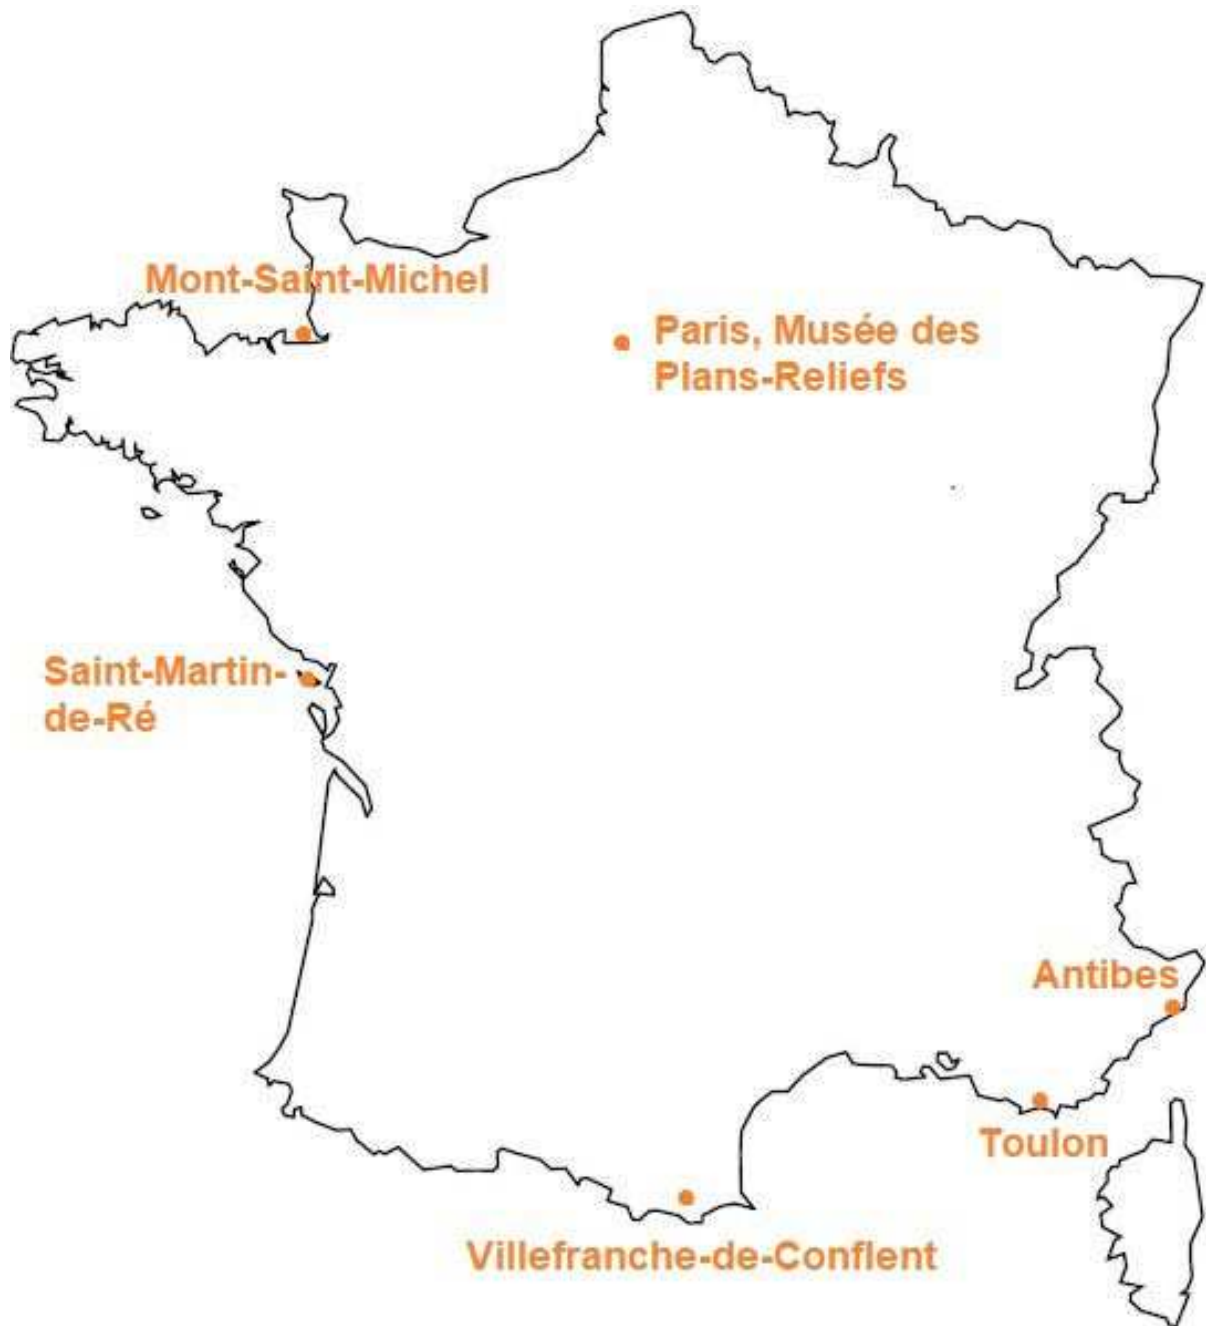 Mont-Saint-Michel
Paris, Musée des
Plans-Reliefs
Saint-Martin-
de-Ré
Antibes
Toulon
Villefranche-de-Conflent